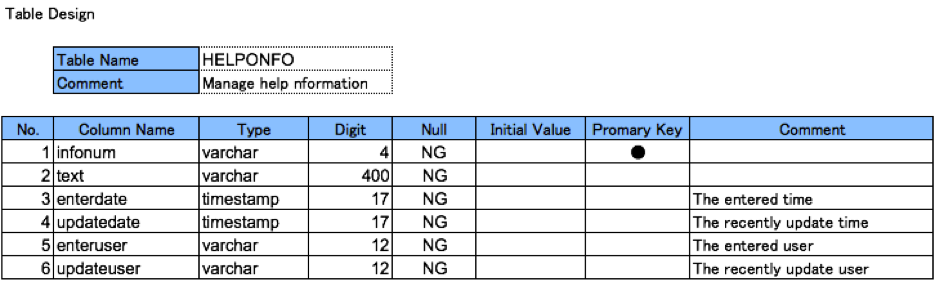 Table Design
Table Name HELPONFO
Comment Manage help nformation
No. Column Name Type Digit Null Initial Value Promary Key Comment
1 infonum varchar 4 NG ●
2 text varchar 400 NG
3 enterdate timestamp 17 NG The entered time
4 updatedate timestamp 17 NG The recently update time
5 enteruser varchar 12 NG The entered user
6 updateuser varchar 12 NG The recently update user